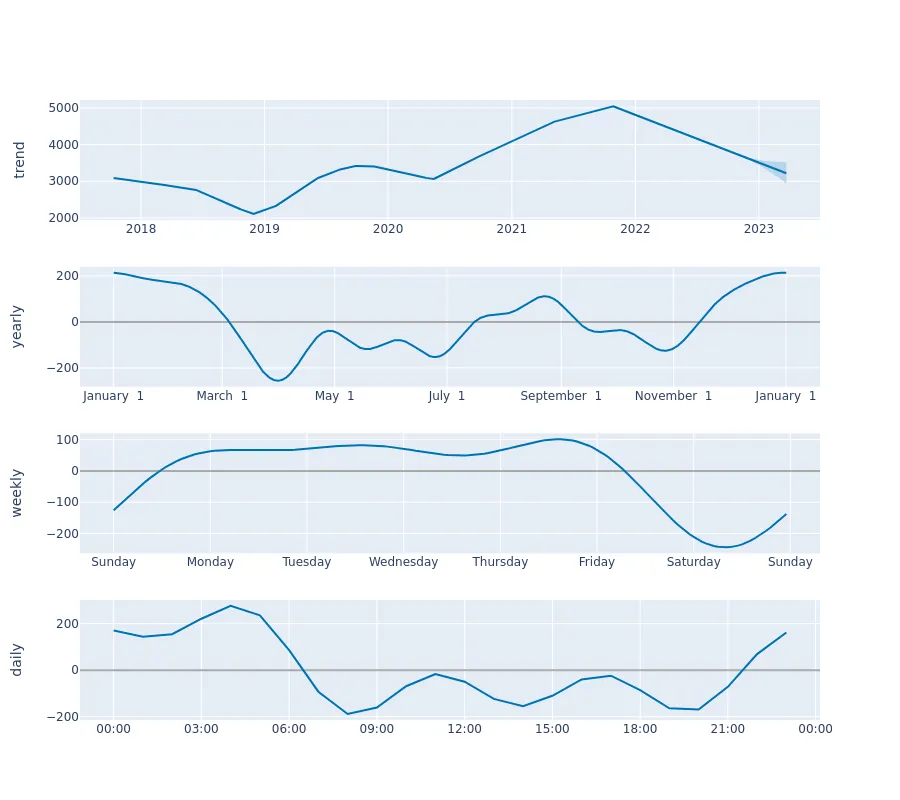 trend
5000
4000
3000
2000
2018 2019 2020 2021 2022 2023
yearly
200
0
−200
January 1 March 1 May 1 July 1 September 1 November 1 January 1
weekly
100
0
−100
−200
Sunday Monday Tuesday Wednesday Thursday Friday Saturday Sunday
daily
200
0
−200
00:00 03:00 06:00 09:00 12:00 15:00 18:00 21:00 00:00